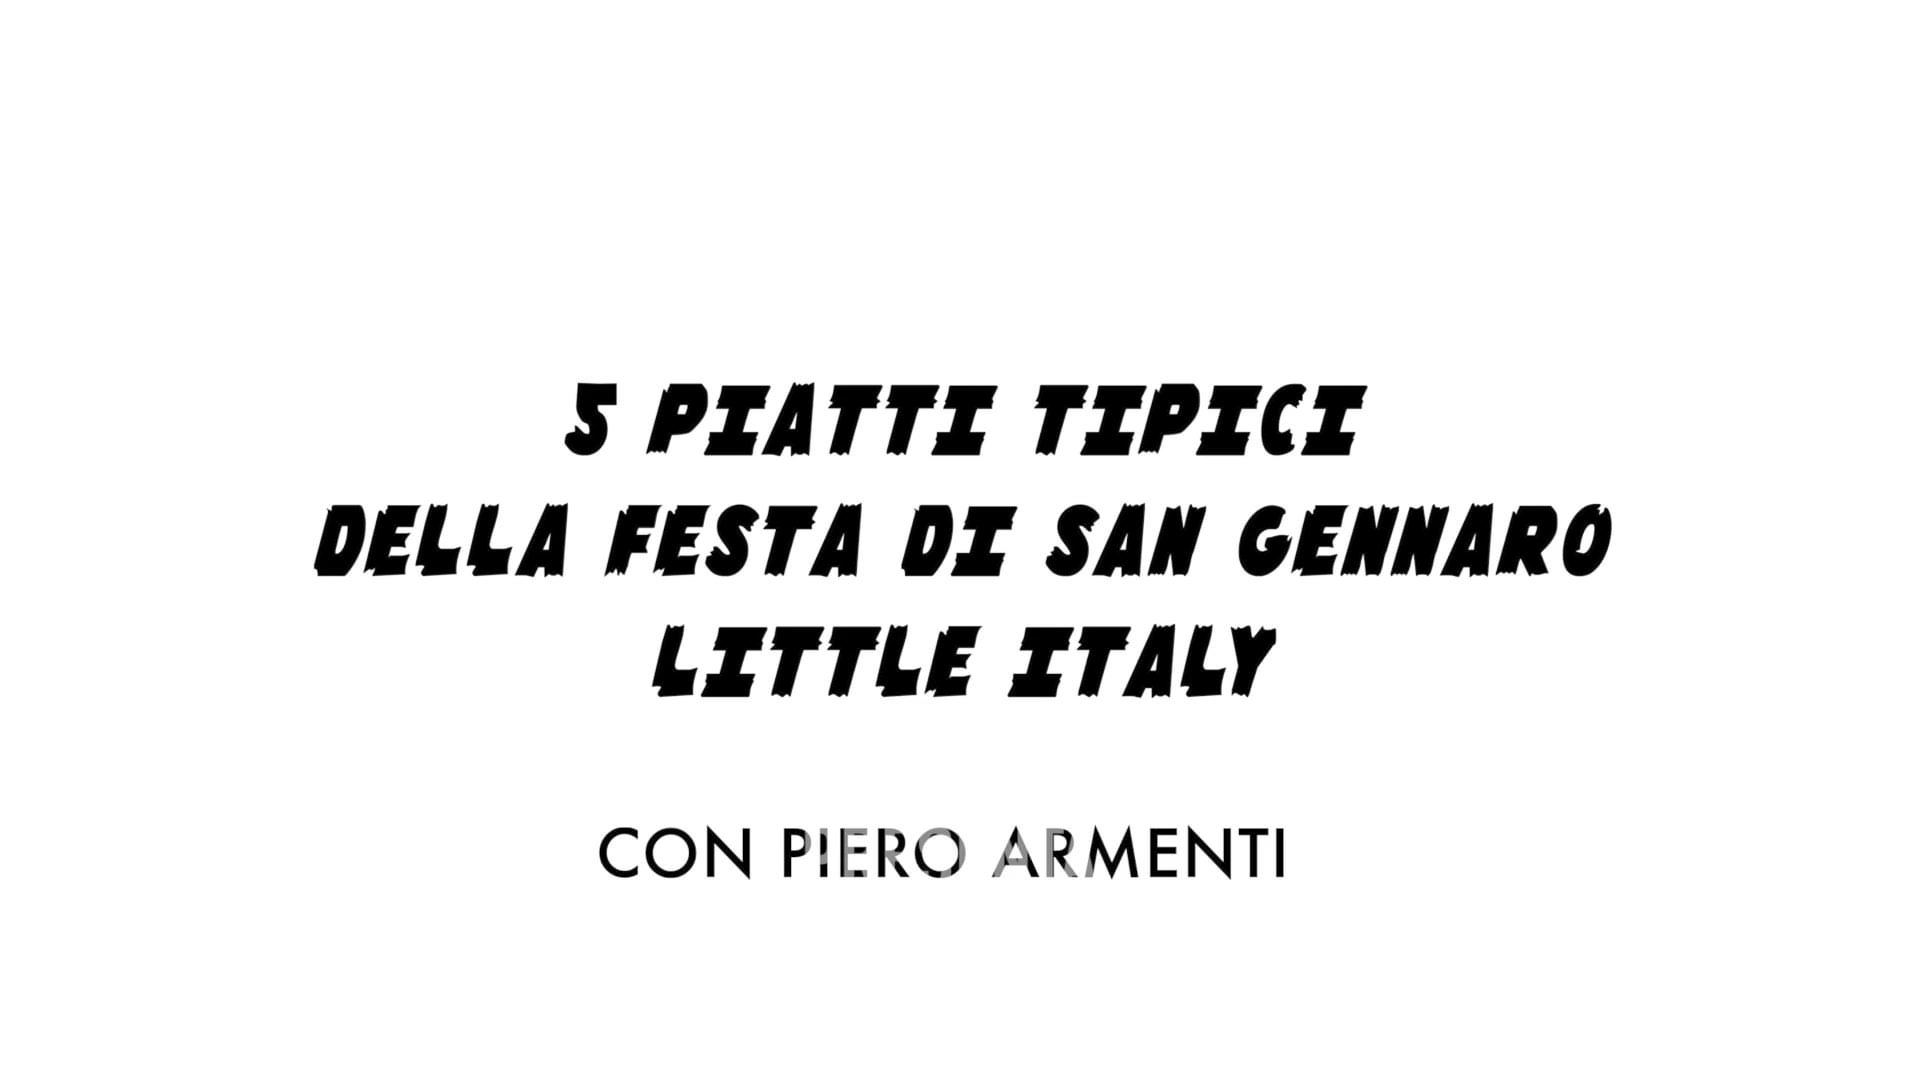 5 PIATTI TIPICI
DELLA FESTA DI SAN GENNARO
LITTLE ITALY
CON PIERO ARMENTI